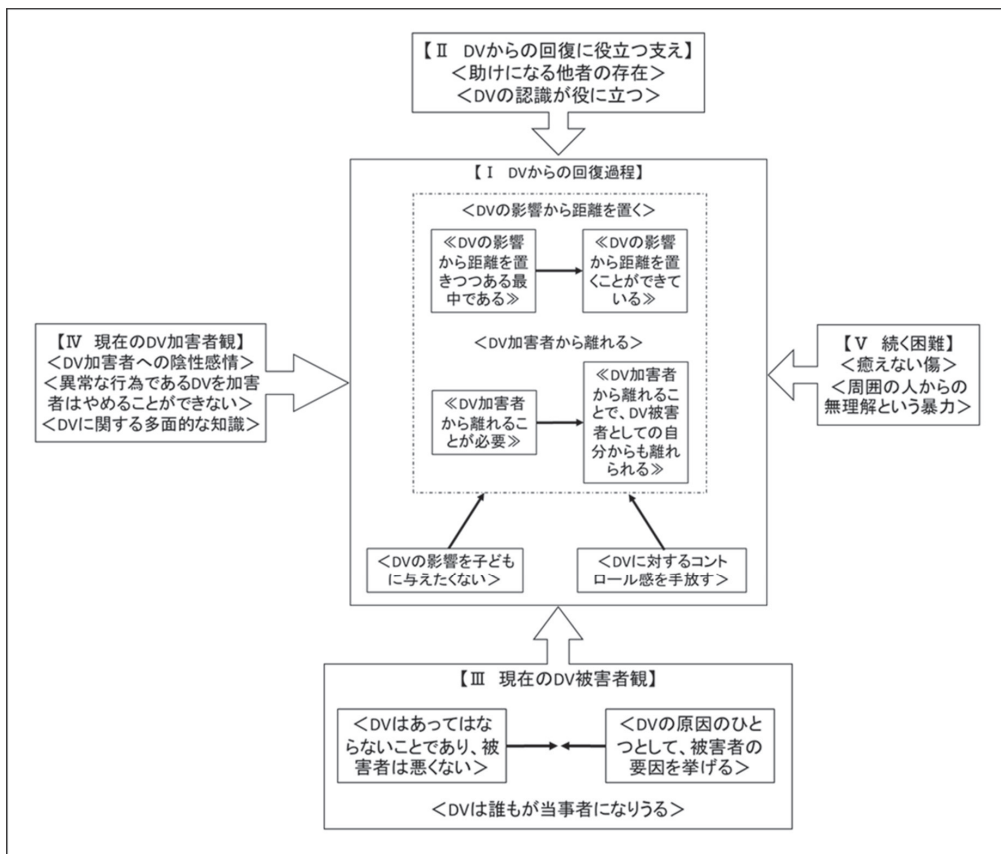 【Ⅱ　DVからの回復に役立つ支え】
＜助けになる他者の存在＞
＜DVの認識が役に立つ＞
【Ⅰ　DVからの回復過程】
＜DVの影響から距離を置く＞
≪DVの影響
から距離を置
きつつある最
中である≫
≪DVの影響
から距離を置
くことができ
ている≫
＜DV加害者から離れる＞
≪DV加害者
から離れるこ
とが必要≫
≪DV加害者
から離れること
で、DV被害
者としての自
分からも離れ
られる≫
＜DVの影響を子ども
に与えたくない＞
＜DVに対するコント
ロール感を手放す＞
【Ⅳ　現在のDV加害者観】
＜DV加害者への陰性感情＞
＜異常な行為であるDVを加害
者はやめることができない＞
＜DVに関する多面的な知識＞
【Ⅴ　続く困難】
＜癒えない傷＞
＜周囲の人からの
無理解という暴力＞
【Ⅲ　現在のDV被害者観】
＜DVはあってはな
らないことであり、被
害者は悪くない＞
＜DVの原因のひと
つとして、被害者の
要因を挙げる＞
＜DVは誰もが当事者になりうる＞